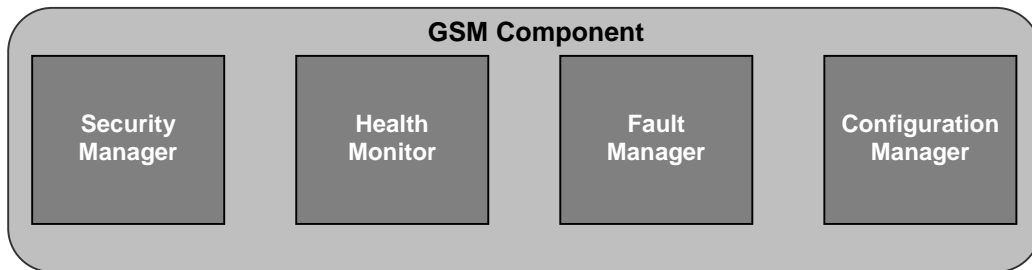 GSM Component
Security
Manager
Health
Monitor
Fault
Manager
Configuration
Manager